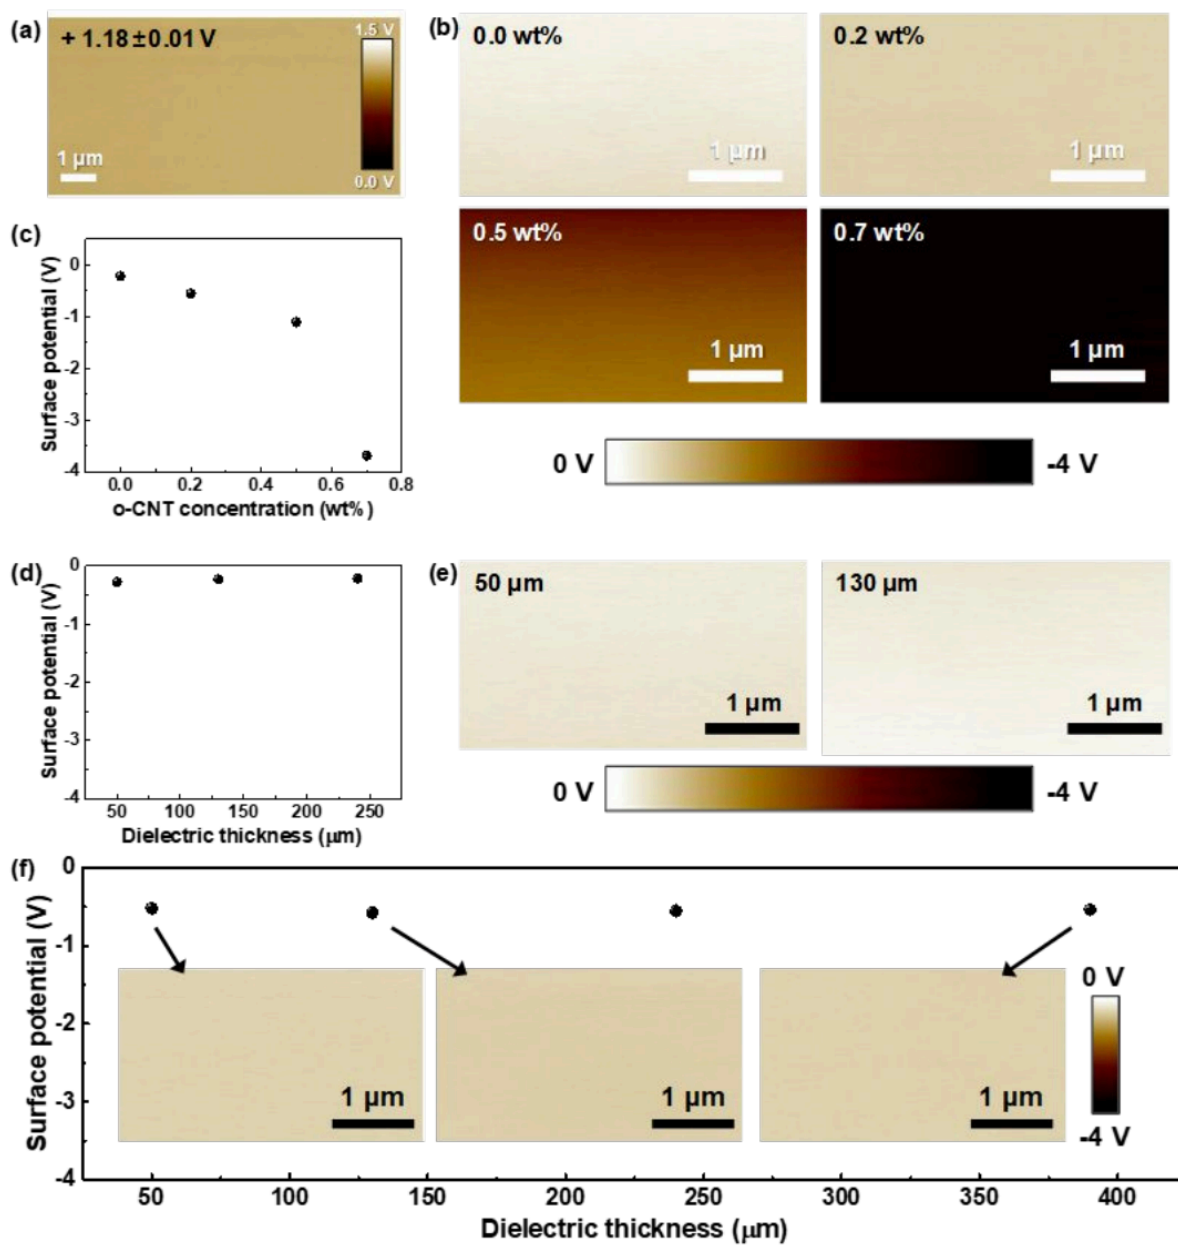 (a)
+ 1.18±0.01 V
1.5 V
1 µm
0.0 V
(b)
0.0 wt%
1 µm
0.2 wt%
1 µm
0.5 wt%
1 µm
0.7 wt%
1 µm
0 V
-4 V
(c)
Surface potential (V)
0
-1
-2
-3
-4
0.0 0.2 0.4 0.6 0.8
o-CNT concentration (wt%)
(d)
Surface potential (V)
0
-1
-2
-3
-4
50 100 150 200 250
Dielectric thickness (µm)
(e)
50 µm
1 µm
130 µm
1 µm
0 V
-4 V
(f)
Surface potential (V)
0
-1
-2
-3
-4
1 µm
1 µm
1 µm
0 V
-4 V
50 100 150 200 250 300 350 400
Dielectric thickness (µm)